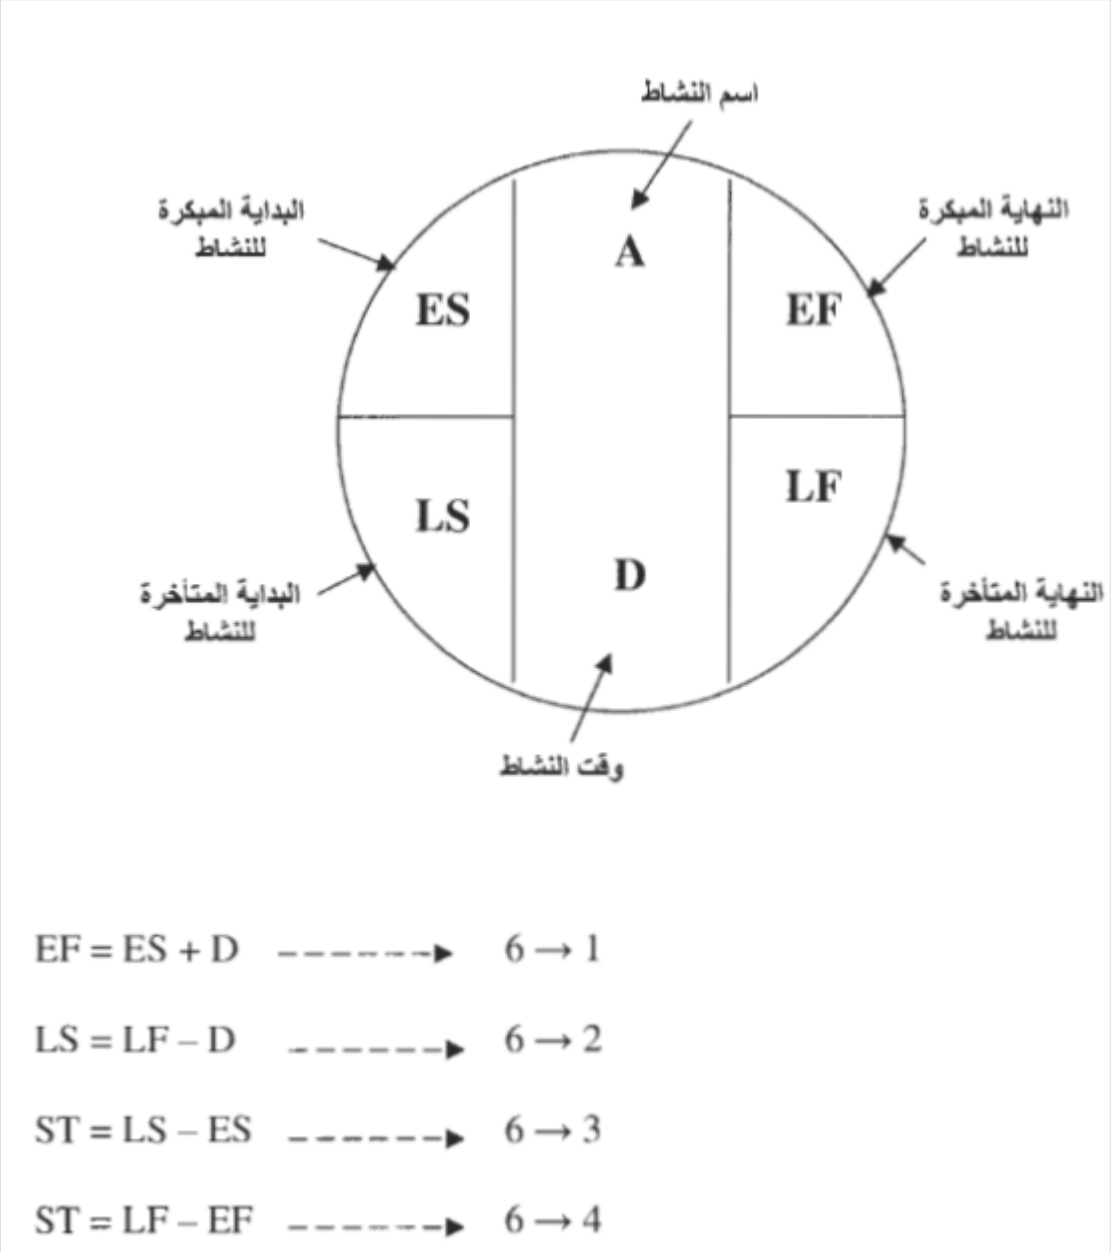 اسم النشاط
البداية المبكرة
للنشاط
النهاية المبكرة
للنشاط
A
ES
EF
LS
LF
D
البداية المتأخرة
للنشاط
النهاية المتأخرة
للنشاط
وقت النشاط
EF = ES + D 6 → 1
LS = LF – D 6 → 2
ST = LS – ES 6 → 3
ST = LF – EF 6 → 4